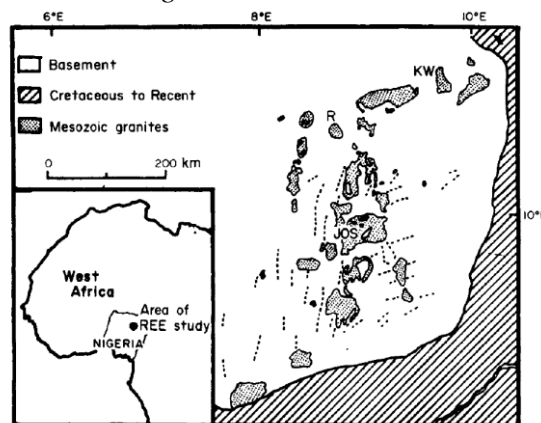 6°E 8°E 10°E
Basement
Cretaceous to Recent
Mesozoic granites
0 200 km
KW
R
JOS
10°
West
Africa
Area of
REE study
NIGERIA